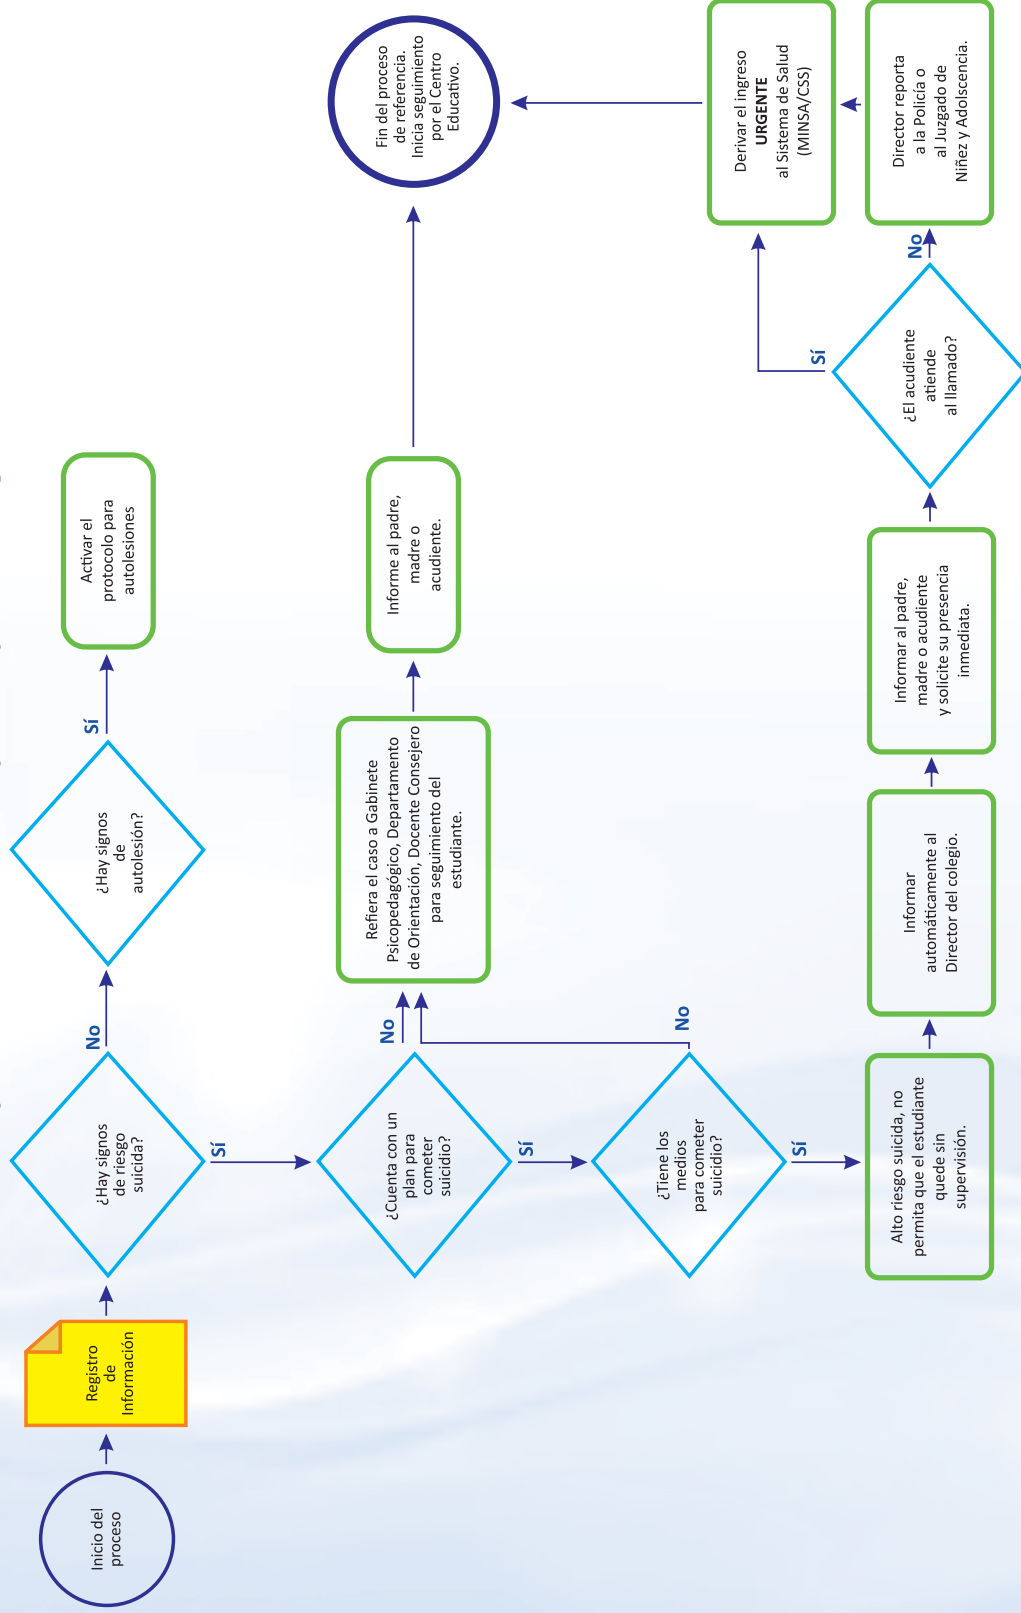 Inicio del
proceso
Registro
de
Información
¿Hay signos
de riesgo
suicida?
No
¿Hay signos
de
autolesión?
Sí
Activar el
protocolo para
autolesiones
Sí
¿Cuenta con un
plan para
cometer
suicidio?
No
Refiera el caso a Gabinete
Psicopedagógico, Departamento
de Orientación, Docente Consejero
para seguimiento del
estudiante.
Informe al padre,
madre o
acudiente.
Fin del proceso
de referencia.
Inicia seguimiento
por el Centro
Educativo.
Sí
¿Tiene los
medios
para cometer
suicidio?
No
Sí
Alto riesgo suicida, no
permita que el estudiante
quede sin
supervisión.
Informar
automáticamente al
Director del colegio.
Informar al padre,
madre o acudiente
y solicite su presencia
inmediata.
¿El acudiente
atiende
al llamado?
Sí
Derivar el ingreso
URGENTE
al Sistema de Salud
(MINSA/CSS)
No
Director reporta
a la Policía o
al Juzgado de
Niñez y Adolscencia.